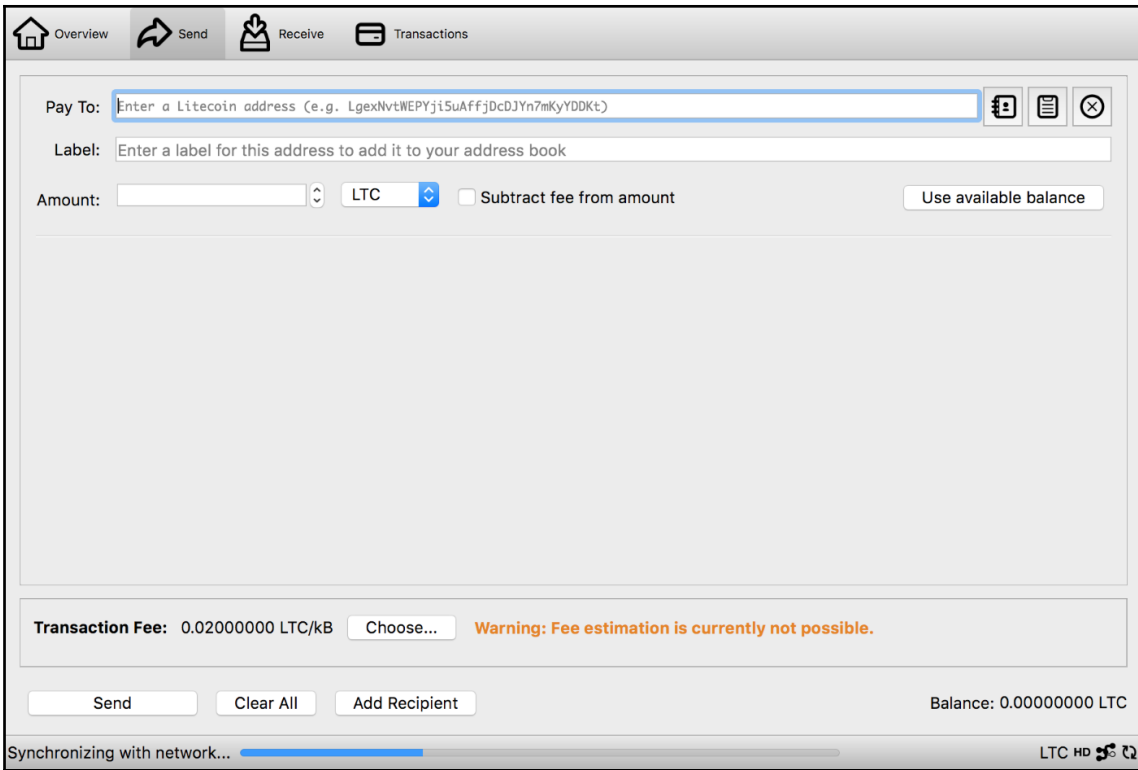 Overview Send Receive Transactions
Pay To: Enter a Litecoin address (e.g. LgexNvtWEPYji5uAffjDcDJYn7mKyYDDKt)
Label: Enter a label for this address to add it to your address book
Amount: LTC Subtract fee from amount Use available balance
Transaction Fee: 0.02000000 LTC/kB Choose... Warning: Fee estimation is currently not possible.
Send Clear All Add Recipient Balance: 0.00000000 LTC
Synchronizing with network... LTC HD